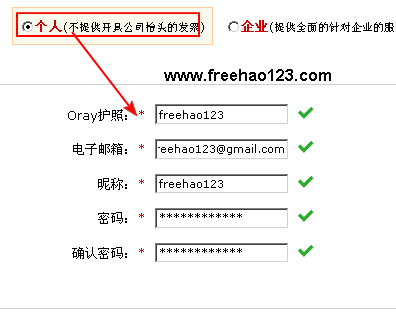 个人(不提供开具公司抬头的发票) 企业(提供全面的针对企业的服
www.freehao123.com
Oray护照：* freehao123
电子邮箱：reehao123@gmail.com
昵称：* freehao123
密码：* ************
确认密码：* ************